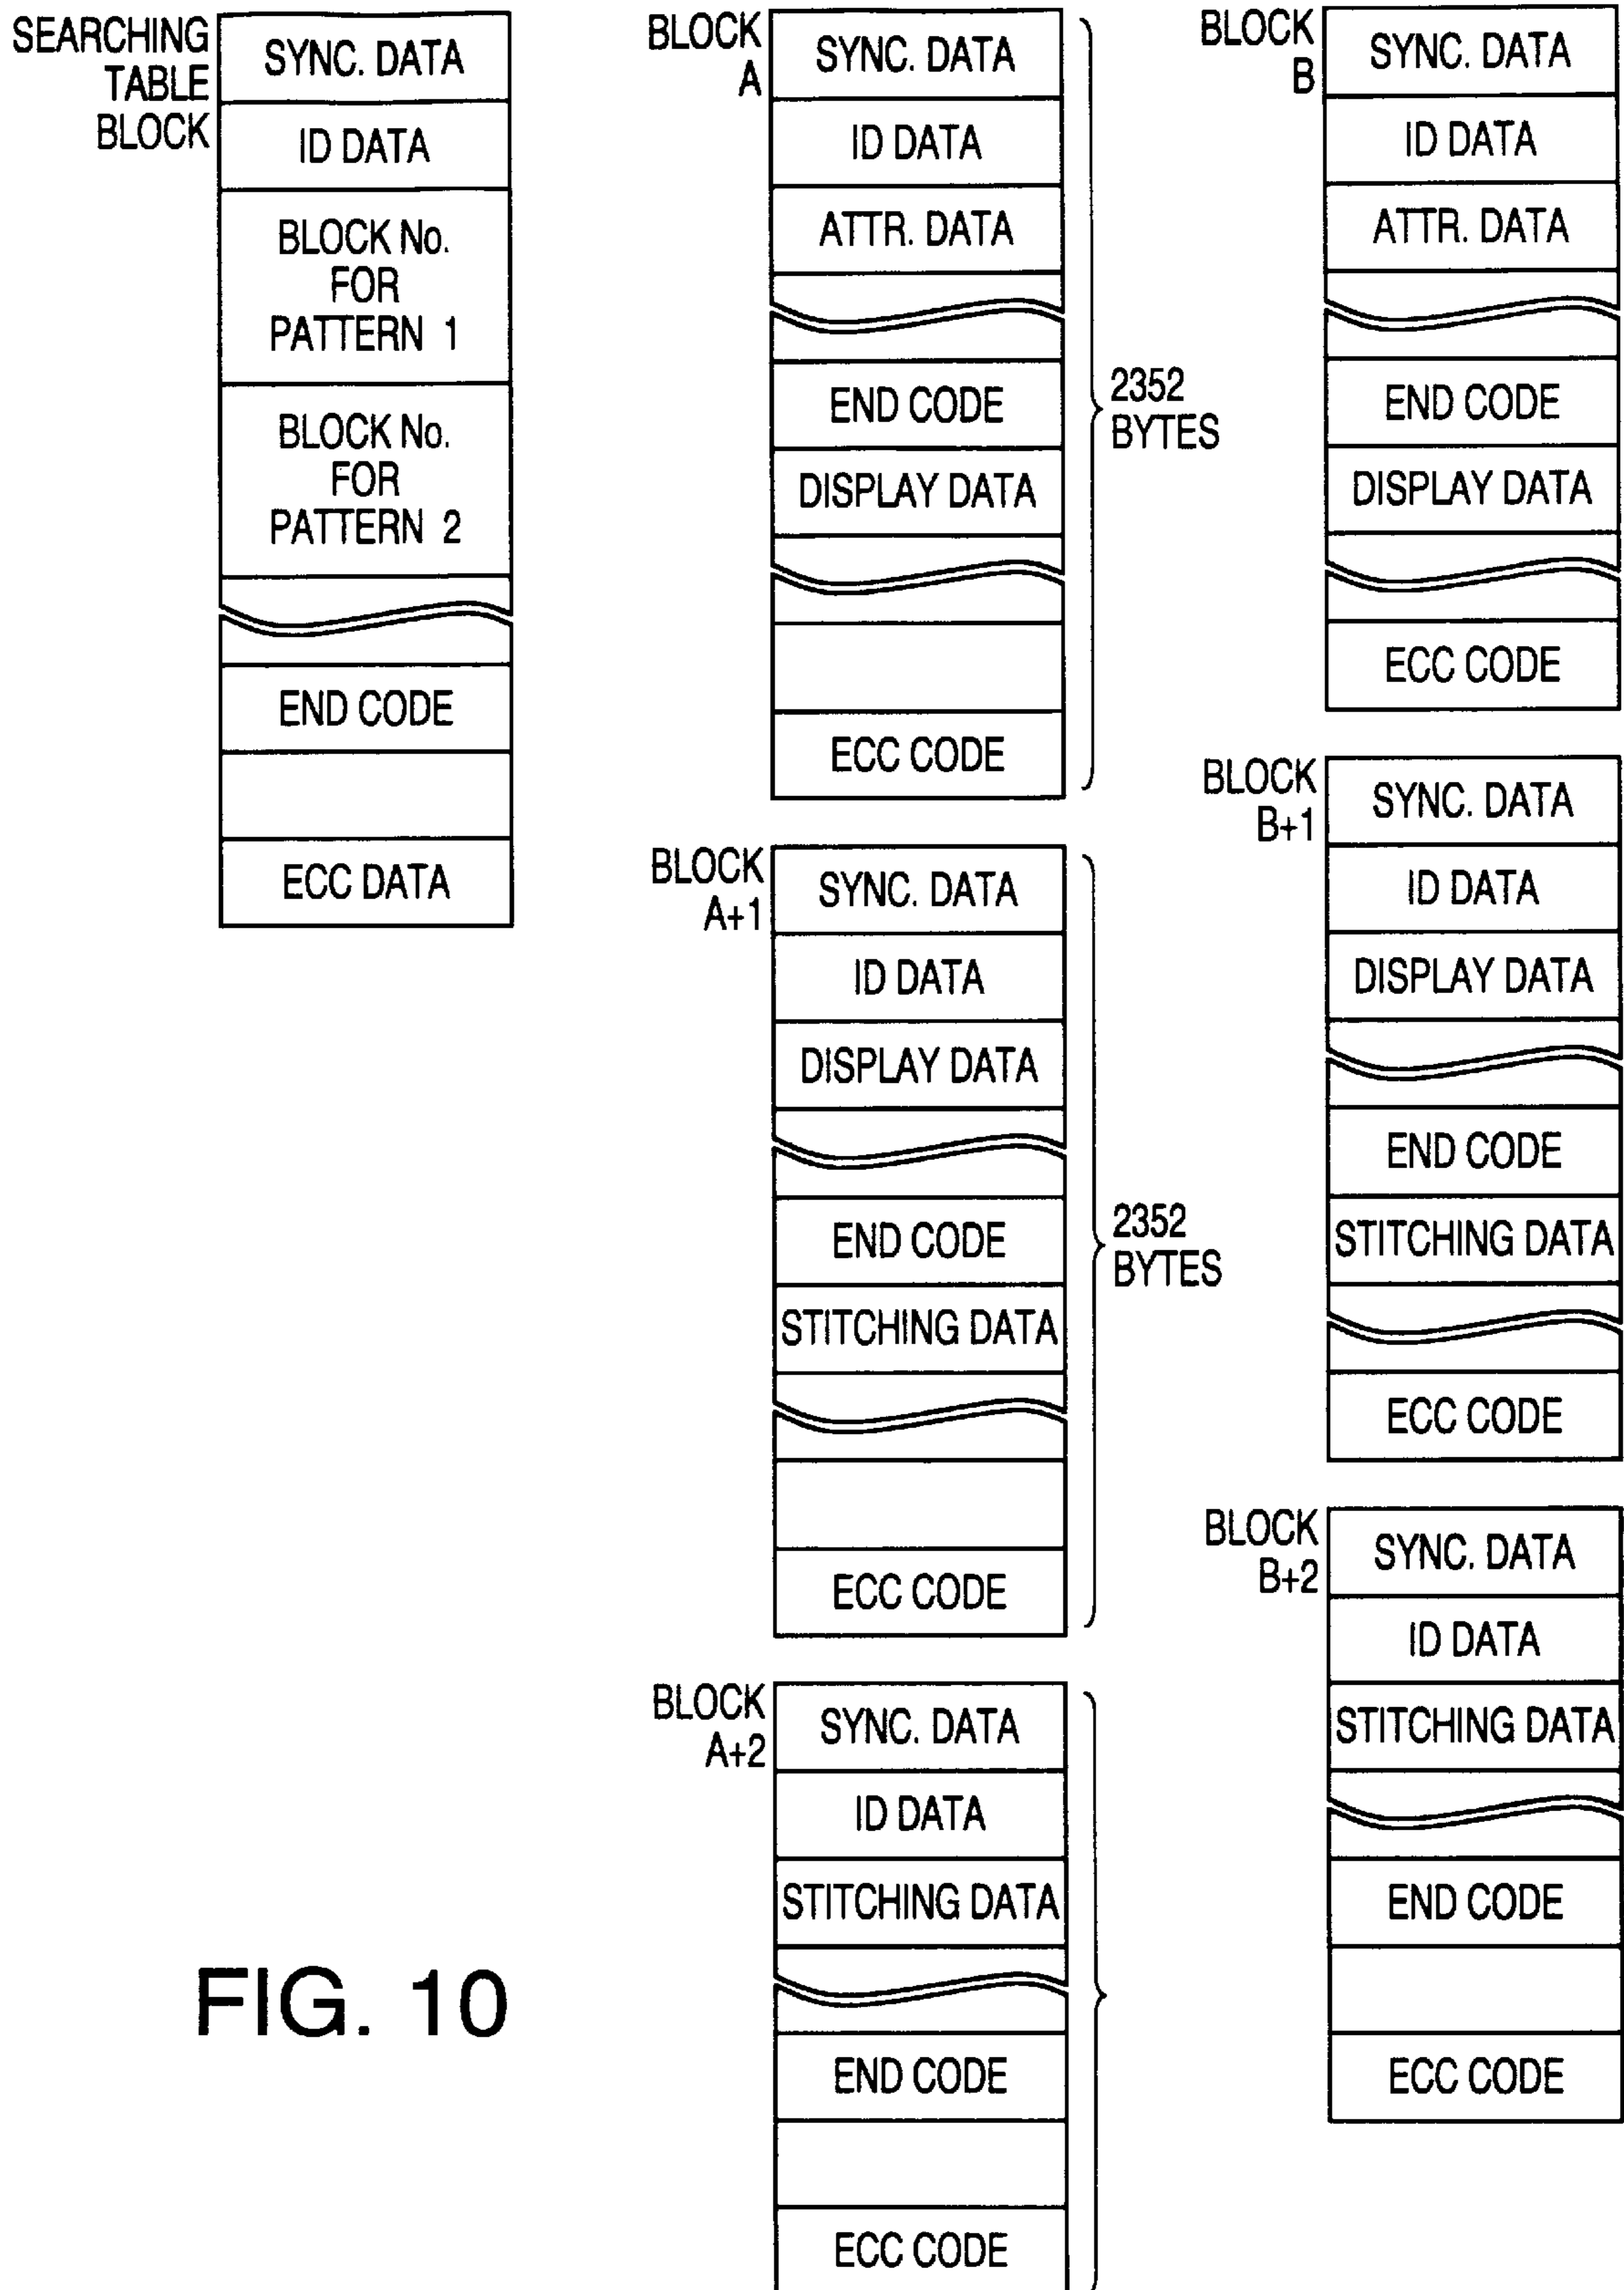 SEARCHING
TABLE
BLOCK
SYNC. DATA
ID DATA
BLOCK No.
FOR
PATTERN 1
BLOCK No.
FOR
PATTERN 2
END CODE
ECC DATA
BLOCK
A
SYNC. DATA
ID DATA
ATTR. DATA
END CODE
DISPLAY DATA
ECC CODE
2352
BYTES
BLOCK
A+1
SYNC. DATA
ID DATA
DISPLAY DATA
END CODE
STITCHING DATA
ECC CODE
2352
BYTES
BLOCK
A+2
SYNC. DATA
ID DATA
STITCHING DATA
END CODE
ECC CODE
BLOCK
B
SYNC. DATA
ID DATA
ATTR. DATA
END CODE
DISPLAY DATA
ECC CODE
BLOCK
B+1
SYNC. DATA
ID DATA
DISPLAY DATA
END CODE
STITCHING DATA
ECC CODE
BLOCK
B+2
SYNC. DATA
ID DATA
STITCHING DATA
END CODE
ECC CODE
FIG. 10